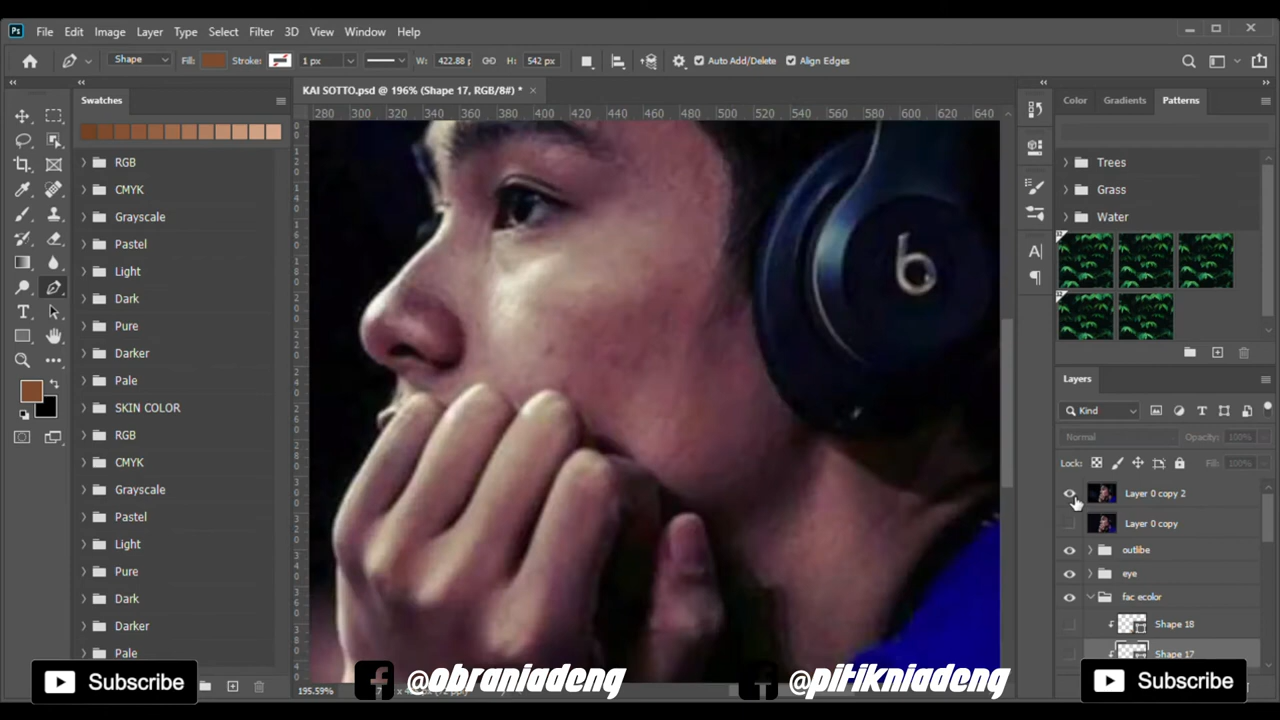 Ps File Edit Image Layer Type Select Filter 3D View Window Help
Shape Fill: Stroke: 1 px W: 422.88 p H: 542 px Auto Add/Delete Align Edges
Swatches
KAI SOTTO.psd @ 196% (Shape 17, RGB/8#) * ×
280 300 320 340 360 380 400 420 440 460 480 500 520 540 560 580 600 620 640
RGB
CMYK
Grayscale
Pastel
Light
Dark
Pure
Darker
Pale
SKIN COLOR
RGB
CMYK
Grayscale
Pastel
Light
Pure
Dark
Darker
Pale
b
Color Gradients Patterns
Trees
Grass
Water
Layers
Kind
Normal Opacity: 100%
Lock: Fill: 100%
Layer 0 copy 2
Layer 0 copy
outlibe
eye
fac ecolor
Shape 18
Shape 17
195.59%
Subscribe
@obraniadeng
@pitikniadeng
Subscribe